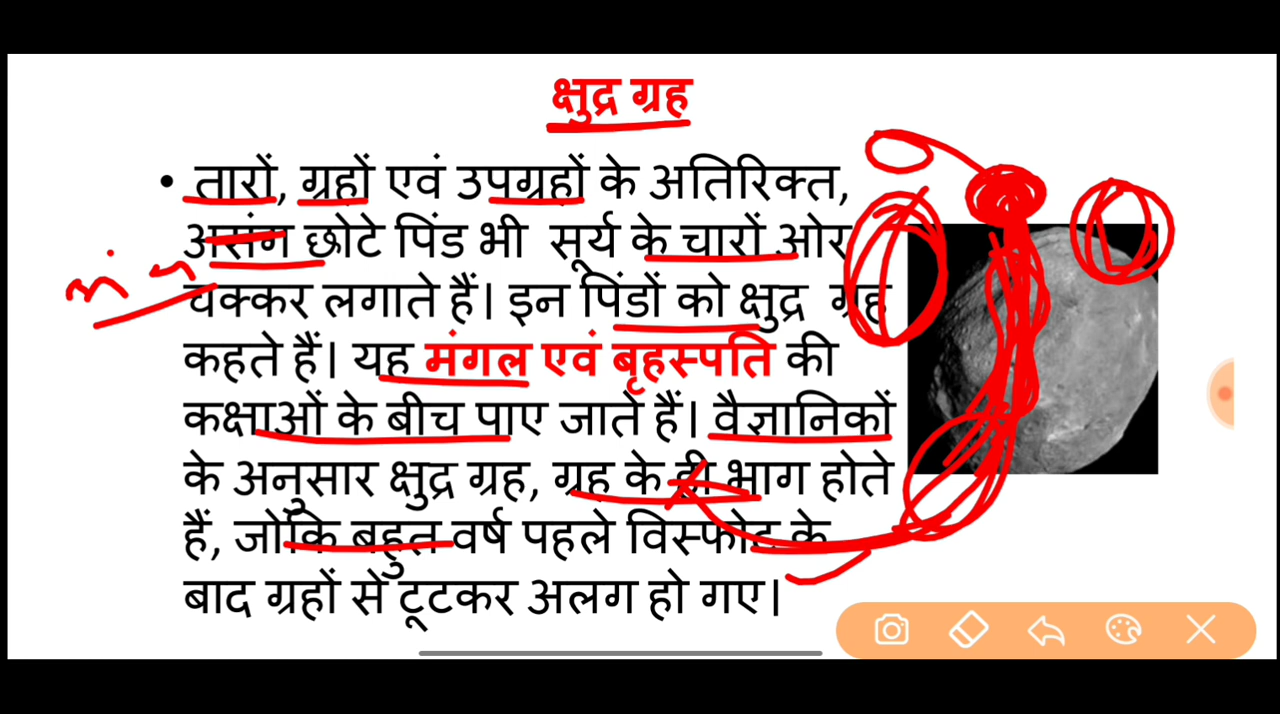 क्षुद्र ग्रह
• तारों, ग्रहों एवं उपग्रहों के अतिरिक्त,
असंन छोटे पिंड भी सूर्य के चारों ओर
चक्कर लगाते हैं। इन पिंडों को क्षुद्र ग्रह
कहते हैं। यह मंगल एवं बृहस्पति की
कक्षाओं के बीच पाए जाते हैं। वैज्ञानिकों
के अनुसार क्षुद्र ग्रह, ग्रह के ही भाग होते
हैं, जोकि बहुत वर्ष पहले विस्फोट के
बाद ग्रहों से टूटकर अलग हो गए।